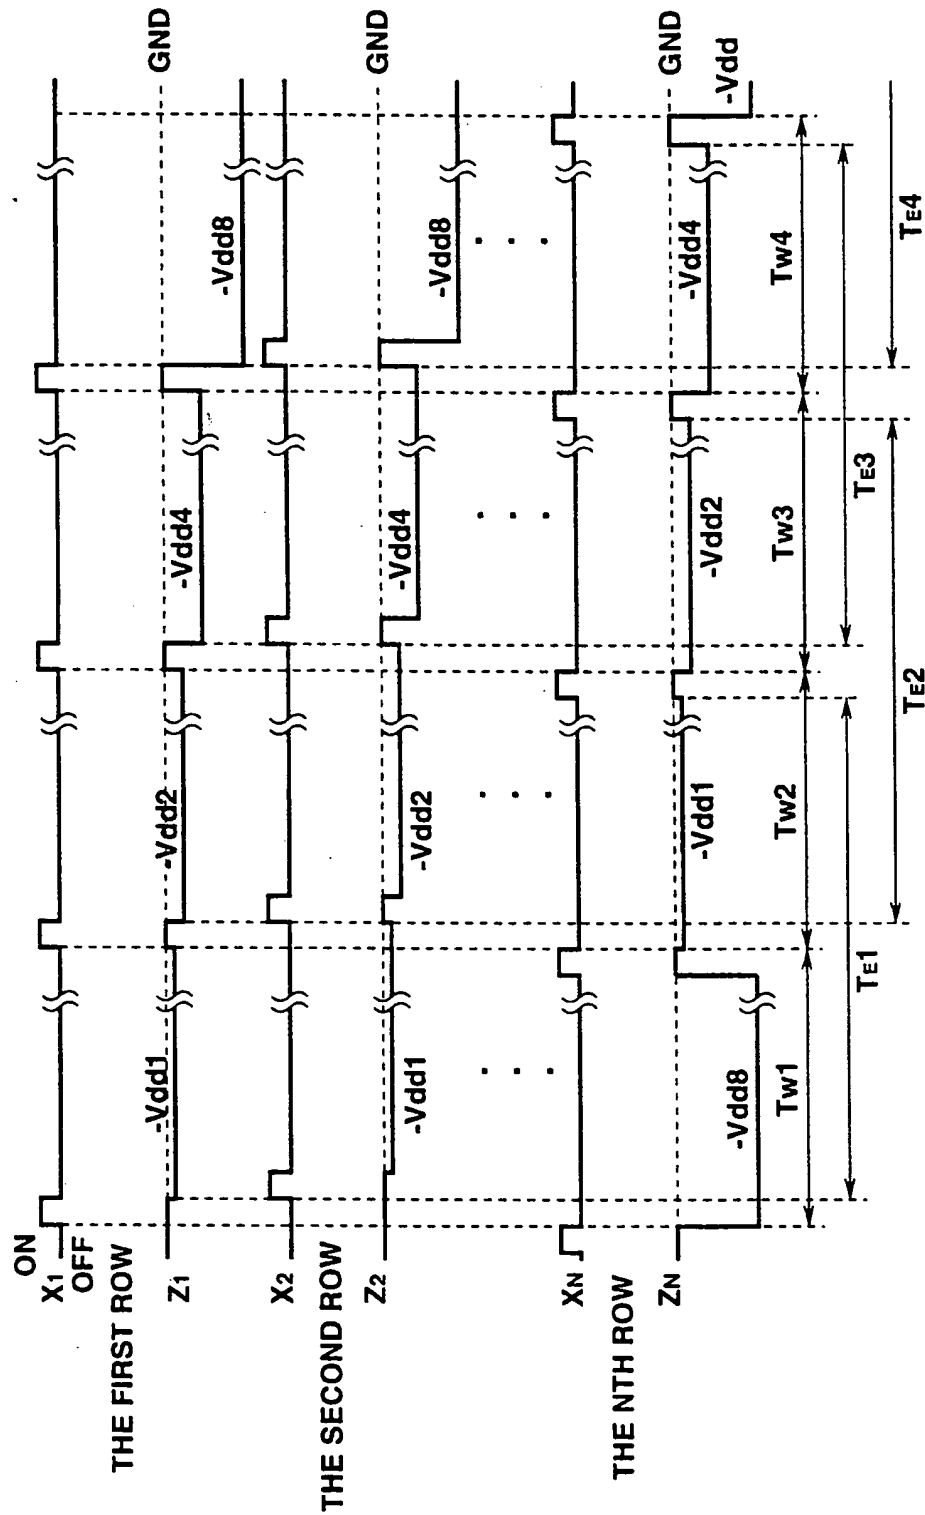 ON
X1
OFF
THE FIRST ROW
Z1
-Vdd1
-Vdd2
-Vdd4
-Vdd8
GND
X2
THE SECOND ROW
Z2
-Vdd1
-Vdd2
-Vdd4
-Vdd8
GND
. . .
. . .
. . .
. . .
XN
THE NTH ROW
ZN
-Vdd8
-Vdd1
-Vdd2
-Vdd4
GND
-Vdd
Tw1
Tw2
Tw3
Tw4
TE1
TE3
TE2
TE4